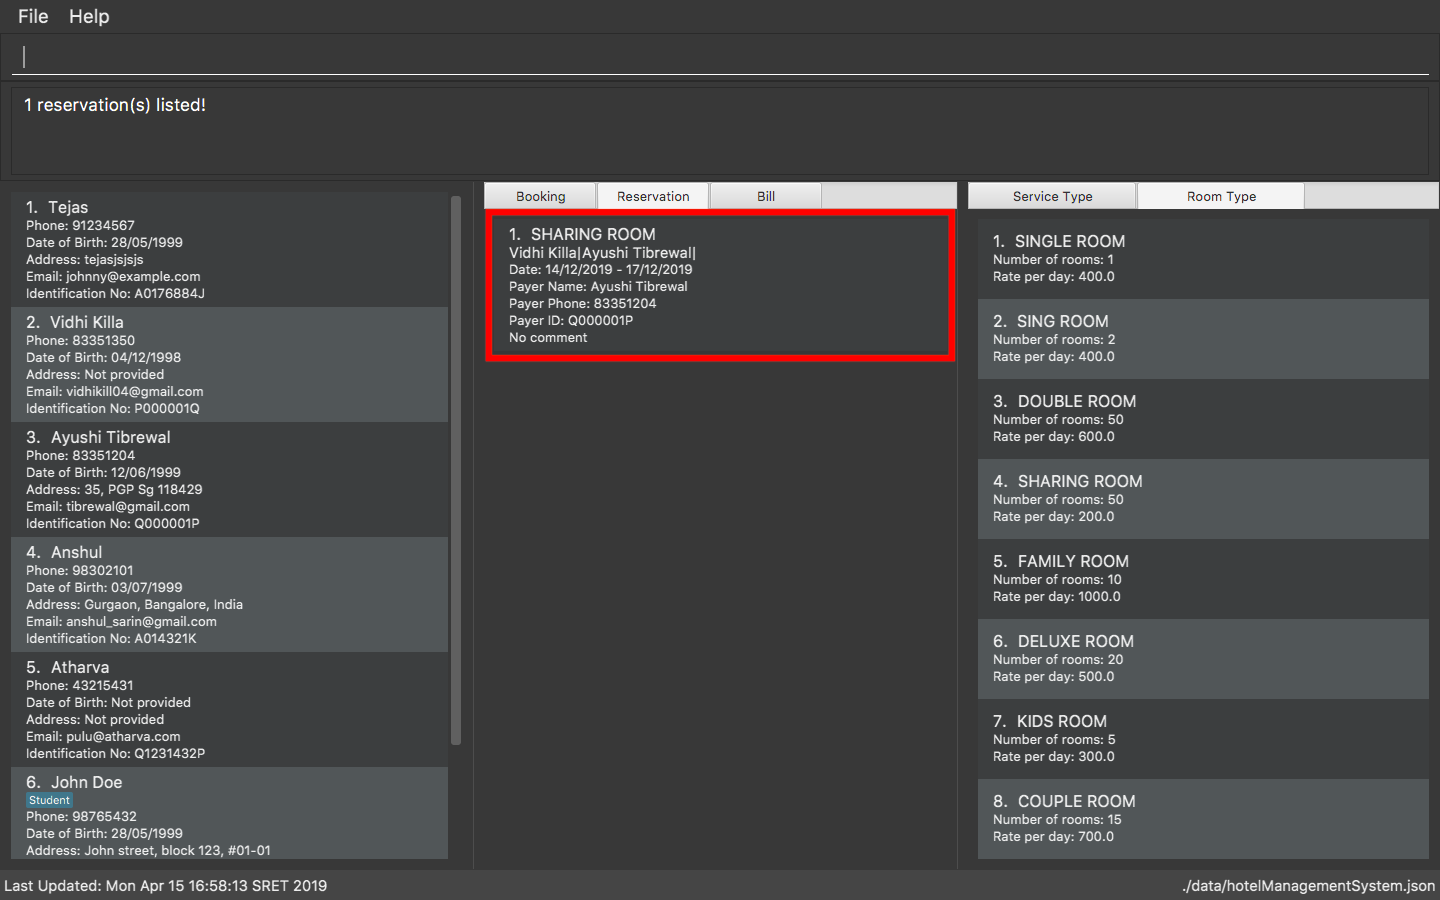 File Help
1 reservation(s) listed!
1. Tejas
Phone: 91234567
Date of Birth: 28/05/1999
Address: tejasjsjsjs
Email: johnny@example.com
Identification No: A0176884J
2. Vidhi Killa
Phone: 83351350
Date of Birth: 04/12/1998
Address: Not provided
Email: vidhikill04@gmail.com
Identification No: P000001Q
3. Ayushi Tibrewal
Phone: 83351204
Date of Birth: 12/06/1999
Address: 35, PGP Sg 118429
Email: tibrewal@gmail.com
Identification No: Q000001P
4. Anshul
Phone: 98302101
Date of Birth: 03/07/1999
Address: Gurgaon, Bangalore, India
Email: anshul_sarin@gmail.com
Identification No: A014321K
5. Atharva
Phone: 43215431
Date of Birth: Not provided
Address: Not provided
Email: pulu@atharva.com
Identification No: Q1231432P
6. John Doe
Student
Phone: 98765432
Date of Birth: 28/05/1999
Address: John street, block 123, #01-01
Booking Reservation Bill
1. SHARING ROOM
Vidhi Killa|Ayushi Tibrewal|
Date: 14/12/2019 - 17/12/2019
Payer Name: Ayushi Tibrewal
Payer Phone: 83351204
Payer ID: Q000001P
No comment
Service Type Room Type
1. SINGLE ROOM
Number of rooms: 1
Rate per day: 400.0
2. SING ROOM
Number of rooms: 2
Rate per day: 400.0
3. DOUBLE ROOM
Number of rooms: 50
Rate per day: 600.0
4. SHARING ROOM
Number of rooms: 50
Rate per day: 200.0
5. FAMILY ROOM
Number of rooms: 10
Rate per day: 1000.0
6. DELUXE ROOM
Number of rooms: 20
Rate per day: 500.0
7. KIDS ROOM
Number of rooms: 5
Rate per day: 300.0
8. COUPLE ROOM
Number of rooms: 15
Rate per day: 700.0
Last Updated: Mon Apr 15 16:58:13 SRET 2019
./data/hotelManagementSystem.json